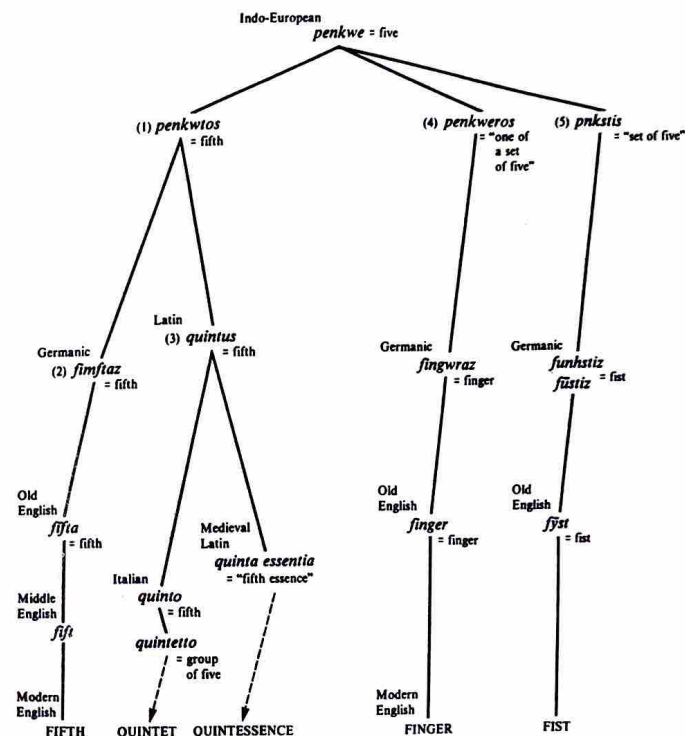 Indo-European
penkwe = five
(1) penkwtos
= fifth
(4) penkweros
= "one of
a set
of five"
(5) pnkstis
= "set of five"
Latin
(3) quintus
= fifth
Germanic
(2) fimftaz
= fifth
Germanic
fingwraz
= finger
Germanic
funhstiz
fūstiz = fist
Old
English
fīfta
= fifth
Medieval
Latin
quinta essentia
= "fifth essence"
Old
English
finger
= finger
Old
English
fȳst
= fist
Italian
quinto
= fifth
quintetto
= group
of five
Middle
English
fift
Modern
English
FIFTH
QUINTET
QUINTESSENCE
Modern
English
FINGER
FIST